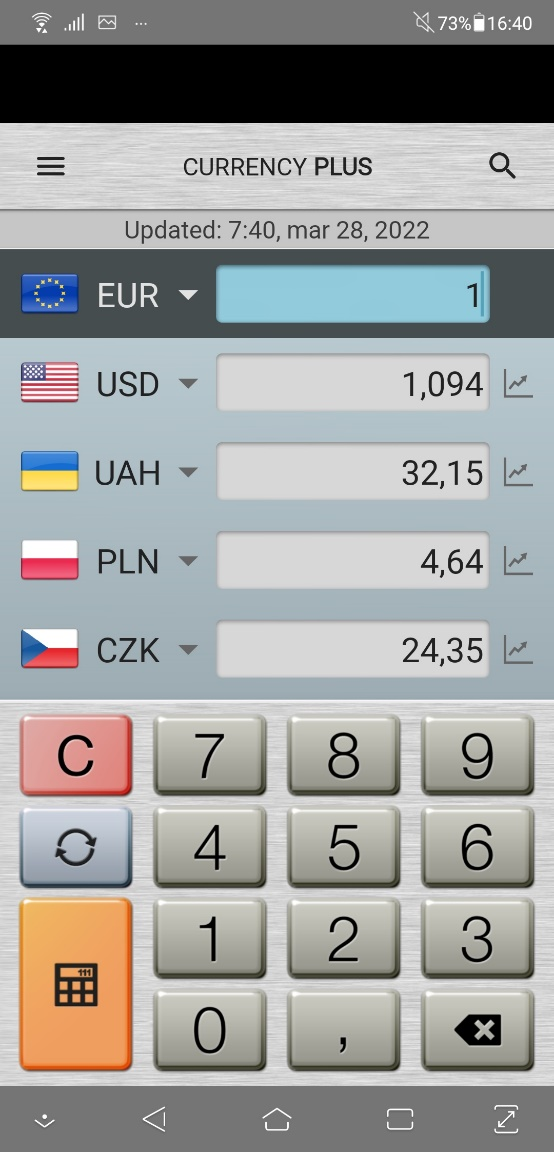 73% 16:40
CURRENCY PLUS
Updated: 7:40, mar 28, 2022
EUR 1
USD 1,094
UAH 32,15
PLN 4,64
CZK 24,35
C 7 8 9
4 5 6
1 2 3
0 ,